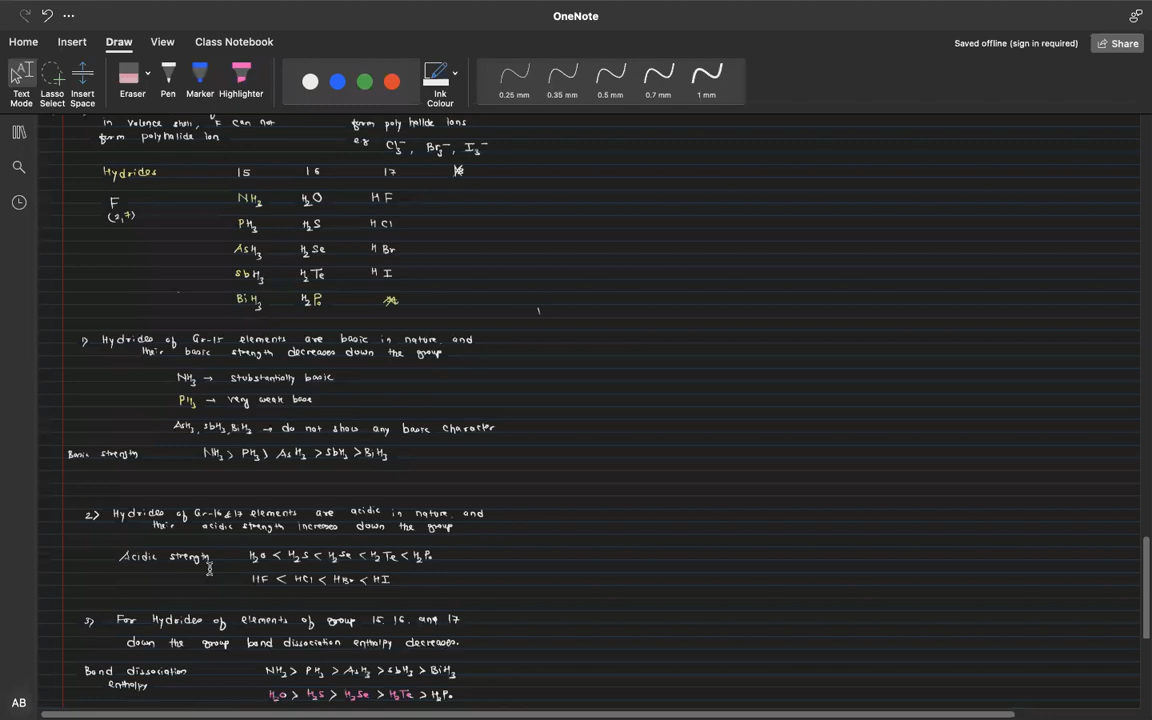 OneNote
Home Insert Draw View Class Notebook
Saved offline (sign in required) Share
Text Mode Lasso Select Insert Space Eraser Pen Marker Highlighter Ink Colour 0.25 mm 0.35 mm 0.5 mm 0.7 mm 1 mm
in valence shell, F can not form polyhalide ions
form polyhalide ion eg Cl₃⁻, Br₃⁻, I₃⁻
Hydrides 15 16 17
F NH₃ H₂O HF
(2,7)
PH₃ H₂S HCl
AsH₃ H₂Se HBr
SbH₃ H₂Te HI
BiH₃ H₂Po
1) Hydrides of Gr-15 elements are basic in nature and
their basic strength decreases down the group
NH₃ → stubstantially basic
PH₃ → very weak base
AsH₃, SbH₃, BiH₃ → do not show any basic character
Basic strength NH₃ > PH₃ > AsH₃ > SbH₃ > BiH₃
2) Hydrides of Gr-16 & 17 elements are acidic in nature and
their acidic strength increases down the group
Acidic strength H₂O < H₂S < H₂Se < H₂Te < H₂Po
HF < HCl < HBr < HI
3) For Hydrides of elements of group 15, 16, and 17
down the group bond dissociation enthalpy decreases.
Bond dissociation NH₃ > PH₃ > AsH₃ > SbH₃ > BiH₃
enthalpy
H₂O > H₂S > H₂Se > H₂Te > H₂Po
AB